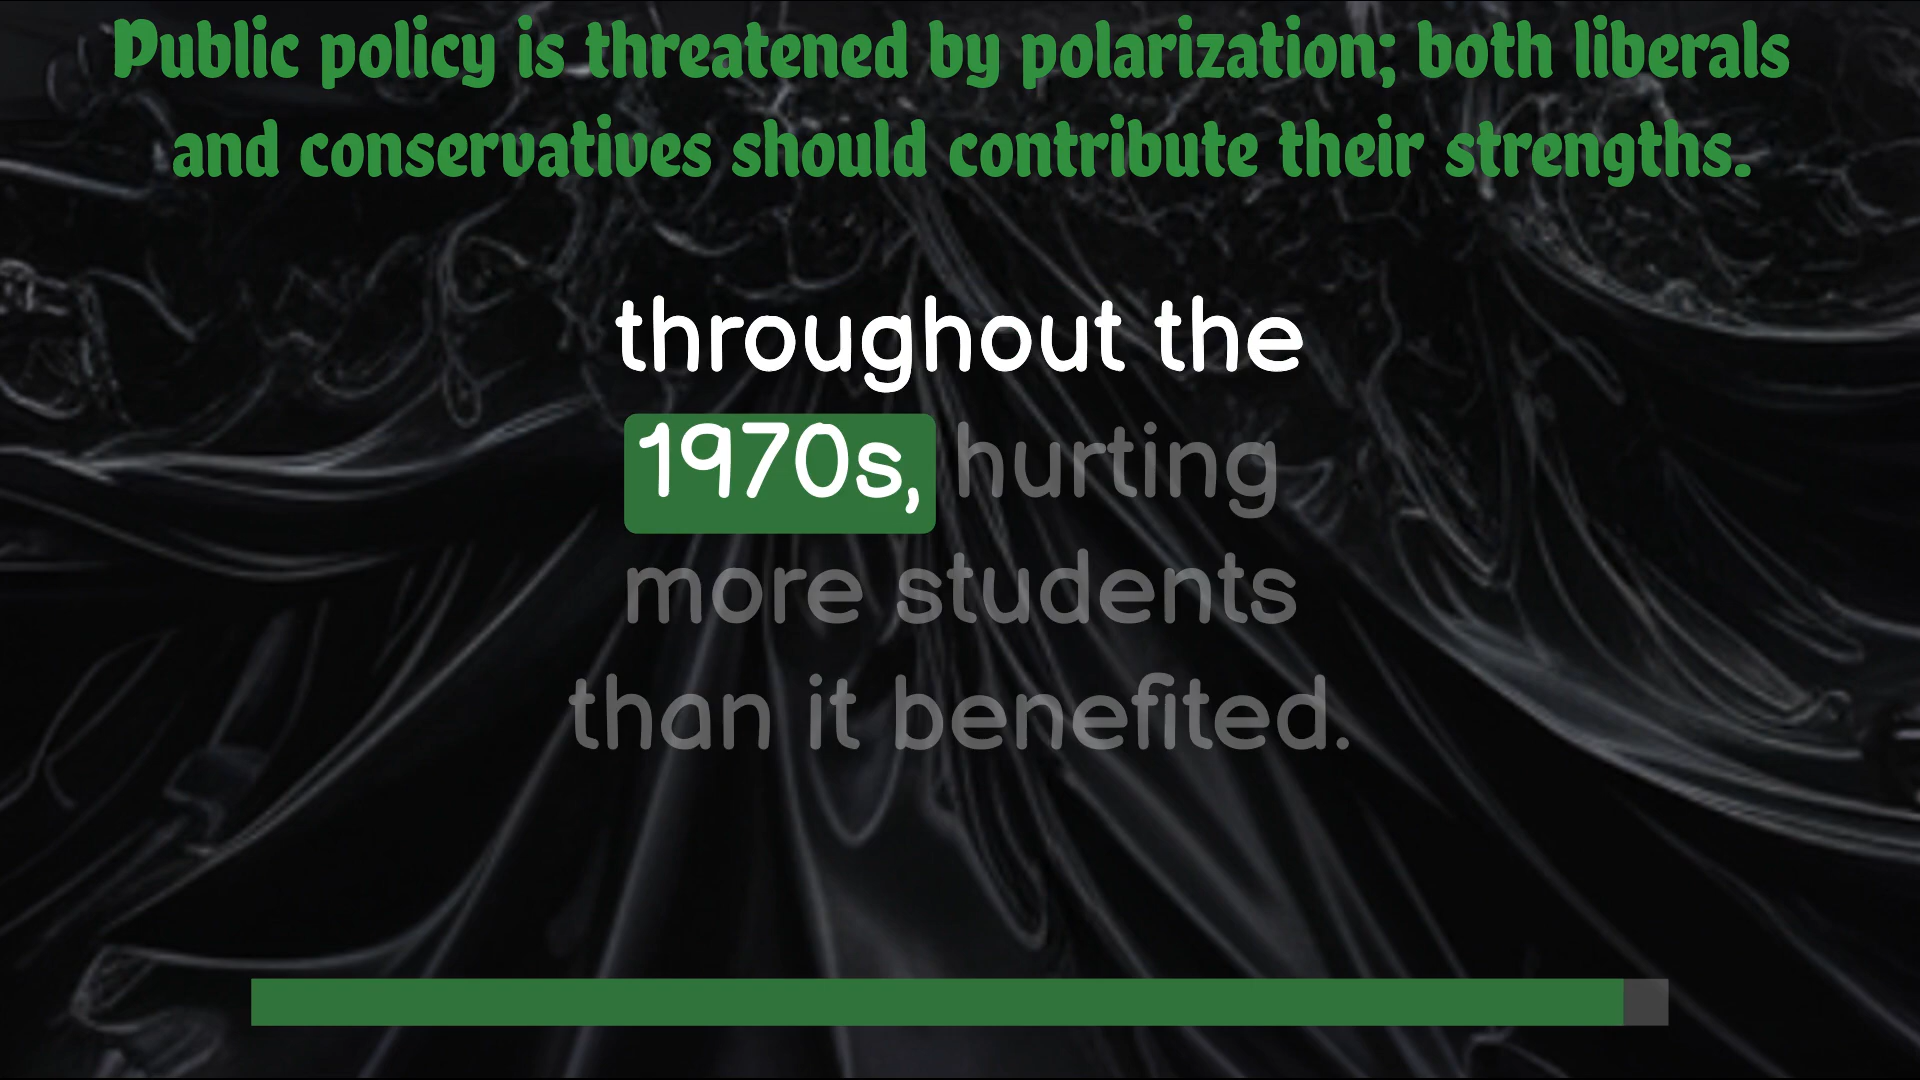 Public policy is threatened by polarization; both liberals
and conservatives should contribute their strengths.
throughout the
1970s, hurting
more students
than it benefited.